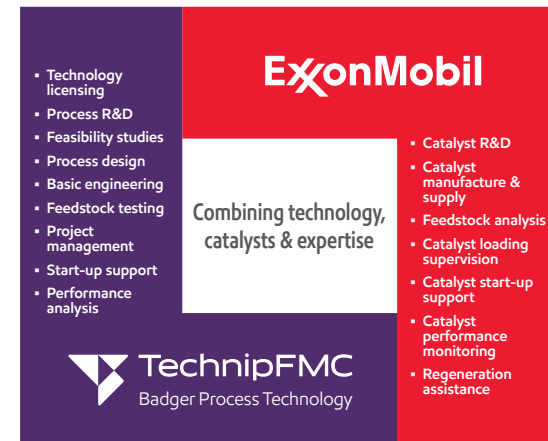 ▪ Technology
licensing
▪ Process R&D
▪ Feasibility studies
▪ Process design
▪ Basic engineering
▪ Feedstock testing
▪ Project
management
▪ Start-up support
▪ Performance
analysis
ExxonMobil
Combining technology,
catalysts & expertise
▪ Catalyst R&D
▪ Catalyst
manufacture &
supply
▪ Feedstock analysis
▪ Catalyst loading
supervision
▪ Catalyst start-up
support
▪ Catalyst
performance
monitoring
▪ Regeneration
assistance
TechnipFMC
Badger Process Technology